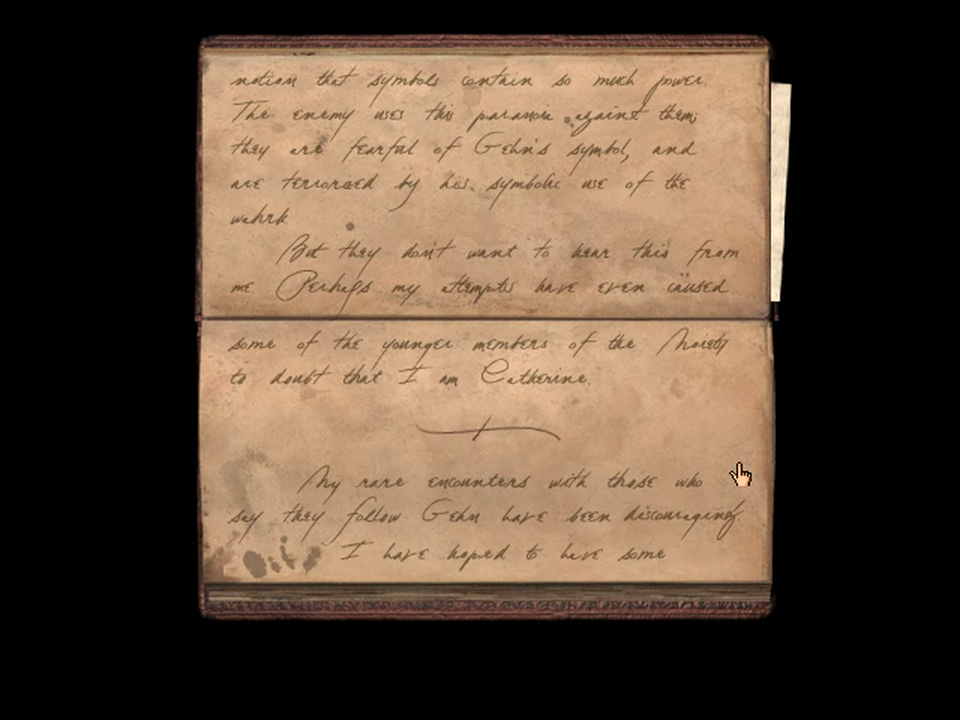 notion that symbols contain so much power.
The enemy uses this paranoia against them;
they are fearful of Gehn's symbol, and
are terrorized by his symbolic use of the
wahrk.
But they don't want to hear this from
me. Perhaps my attempts have even caused
some of the younger members of the Moiety
to doubt that I am Catherine.
My rare encounters with those who
say they follow Gehn have been discouraging.
I have hoped to have some